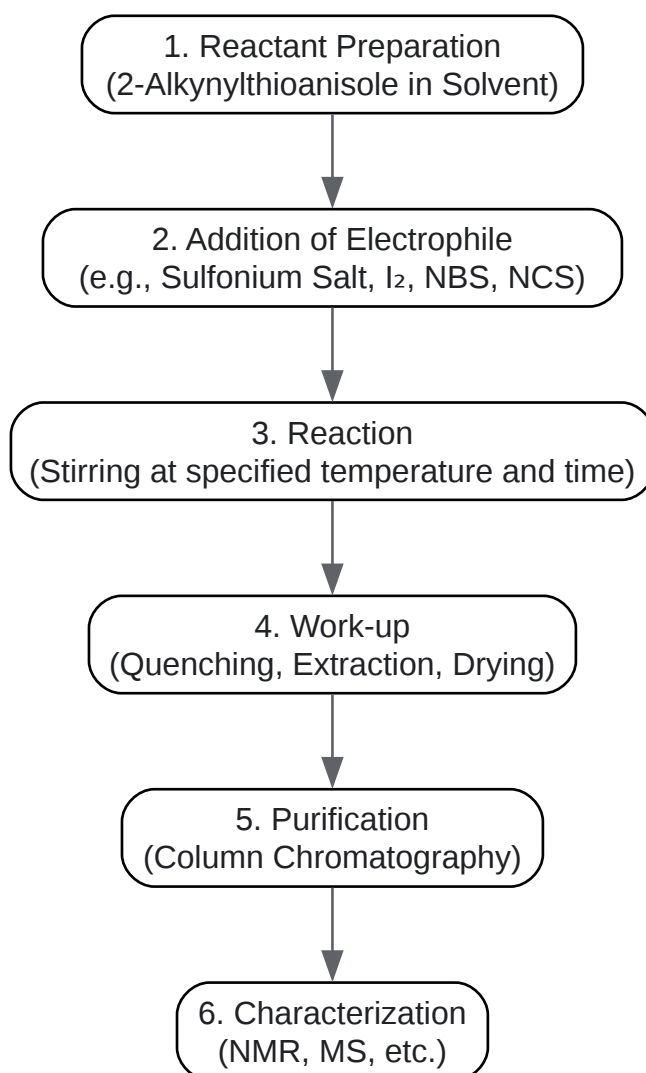 1. Reactant Preparation
(2-Alkynylthioanisole in Solvent)
2. Addition of Electrophile
(e.g., Sulfonium Salt, I₂, NBS, NCS)
3. Reaction
(Stirring at specified temperature and time)
4. Work-up
(Quenching, Extraction, Drying)
5. Purification
(Column Chromatography)
6. Characterization
(NMR, MS, etc.)